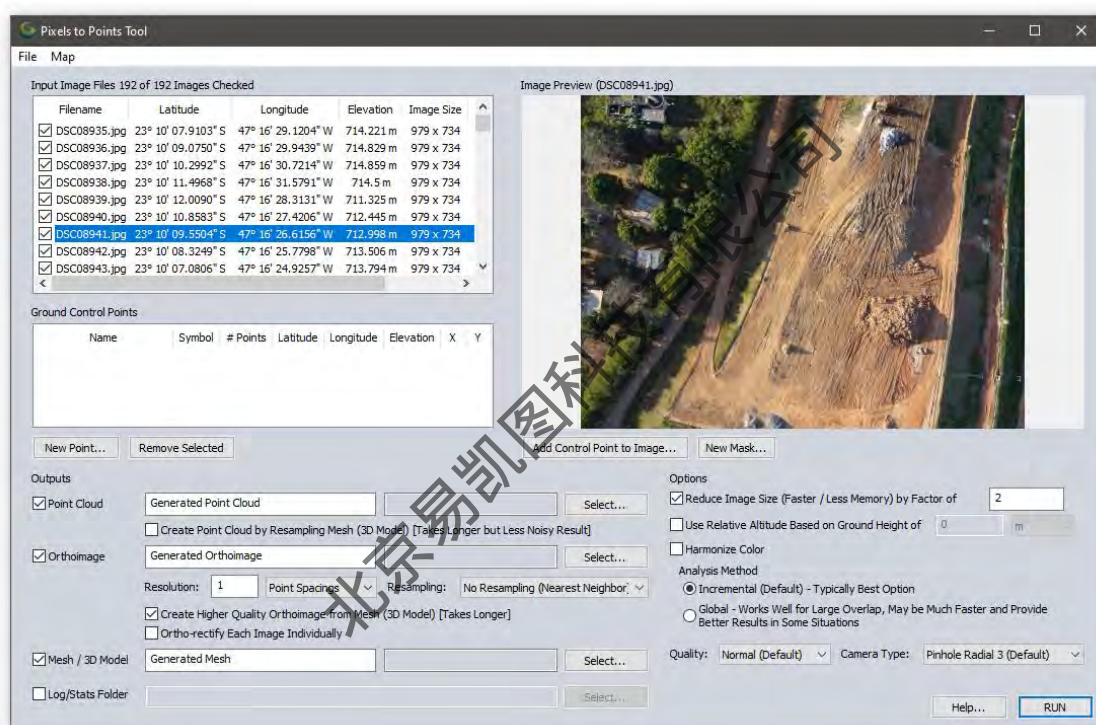 Pixels to Points Tool
File Map
Input Image Files 192 of 192 Images Checked
Filename Latitude Longitude Elevation Image Size
DSC08935.jpg 23° 10' 07.9103" S 47° 16' 29.1204" W 714.221 m 979 x 734
DSC08936.jpg 23° 10' 09.0750" S 47° 16' 29.9439" W 714.829 m 979 x 734
DSC08937.jpg 23° 10' 10.2992" S 47° 16' 30.7214" W 714.859 m 979 x 734
DSC08938.jpg 23° 10' 11.4968" S 47° 16' 31.5791" W 714.5 m 979 x 734
DSC08939.jpg 23° 10' 12.0090" S 47° 16' 28.3131" W 711.325 m 979 x 734
DSC08940.jpg 23° 10' 10.8583" S 47° 16' 27.4206" W 712.445 m 979 x 734
DSC08941.jpg 23° 10' 09.5504" S 47° 16' 26.6156" W 712.998 m 979 x 734
DSC08942.jpg 23° 10' 08.3249" S 47° 16' 25.7798" W 713.506 m 979 x 734
DSC08943.jpg 23° 10' 07.0806" S 47° 16' 24.9257" W 713.794 m 979 x 734
Image Preview (DSC08941.jpg)
Ground Control Points
Name Symbol # Points Latitude Longitude Elevation X Y
New Point... Remove Selected
Add Control Point to Image... New Mask...
Outputs
Point Cloud Generated Point Cloud Select...
Create Point Cloud by Resampling Mesh (3D Model) [Takes Longer but Less Noisy Result]
Orthoimage Generated Orthoimage Select...
Resolution: 1 Point Spacings Resampling: No Resampling (Nearest Neighbor)
Create Higher Quality Orthoimage from Mesh (3D Model) [Takes Longer]
Ortho-rectify Each Image Individually
Mesh / 3D Model Generated Mesh Select...
Log/Stats Folder Select...
Options
Reduce Image Size (Faster / Less Memory) by Factor of 2
Use Relative Altitude Based on Ground Height of 0 m
Harmonize Color
Analysis Method
Incremental (Default) - Typically Best Option
Global - Works Well for Large Overlap, May be Much Faster and Provide
Better Results in Some Situations
Quality: Normal (Default) Camera Type: Pinhole Radial 3 (Default)
Help... RUN
北京易凯图科技有限公司